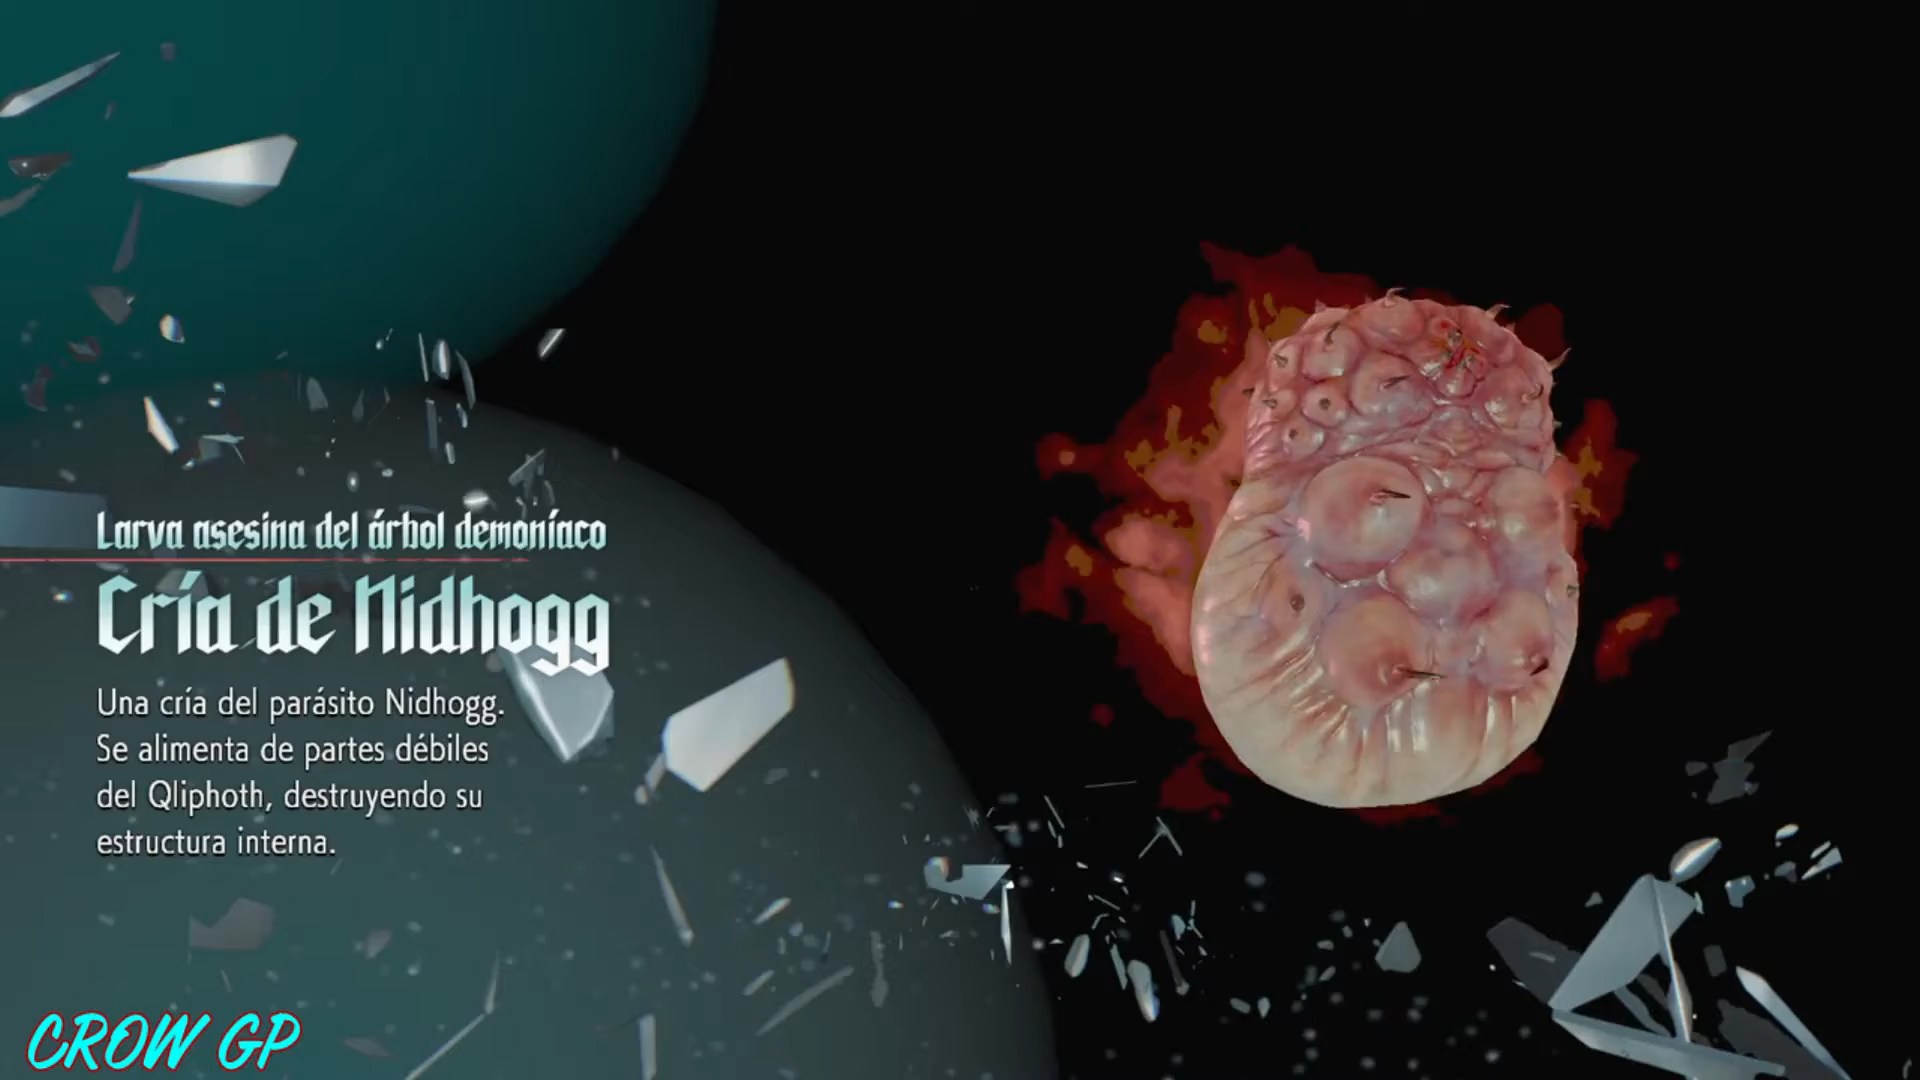 Larva asesina del árbol demoníaco
Cría de Nidhogg
Una cría del parásito Nidhogg.
Se alimenta de partes débiles
del Qliphoth, destruyendo su
estructura interna.
CROW GP